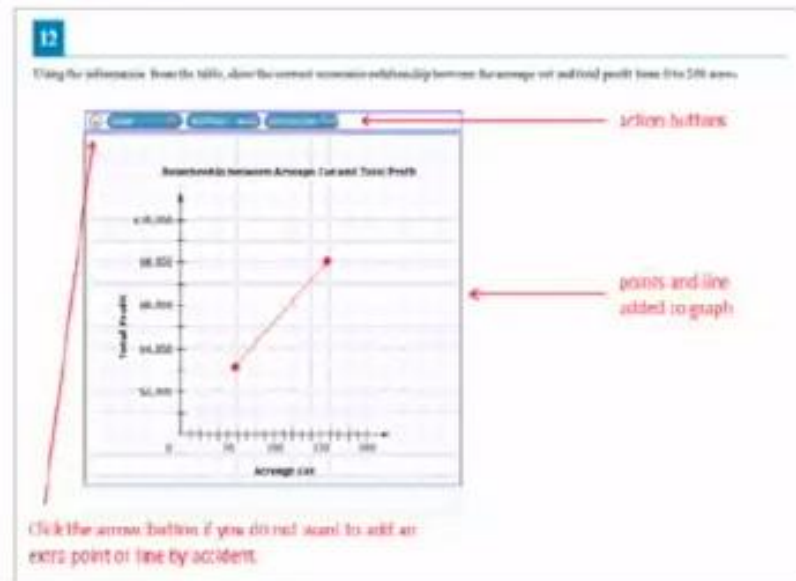 12
Using the information from the table, show the correct economic relationship between the acreage cut and total profit from 0 to 200 acres.
action buttons
Relationship between Acreage Cut and Total Profit
$10,000
$8,000
points and line
added to graph
$6,000
Total Profit
$4,000
$2,000
0 50 100 150 200
Acreage Cut
Click the arrow button if you do not want to add an
extra point or line by accident.